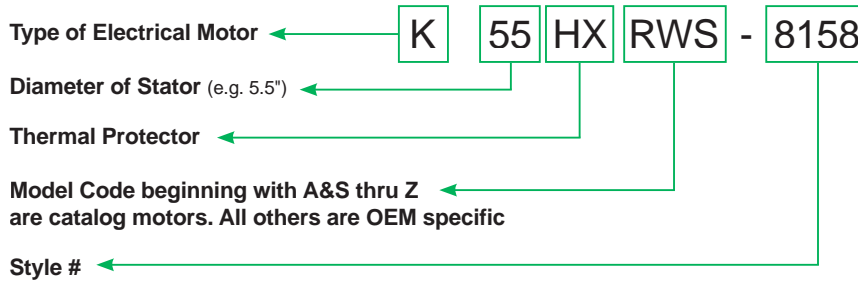 Type of Electrical Motor K 55 HX RWS - 8158
Diameter of Stator (e.g. 5.5")
Thermal Protector
Model Code beginning with A&S thru Z
are catalog motors. All others are OEM specific
Style #